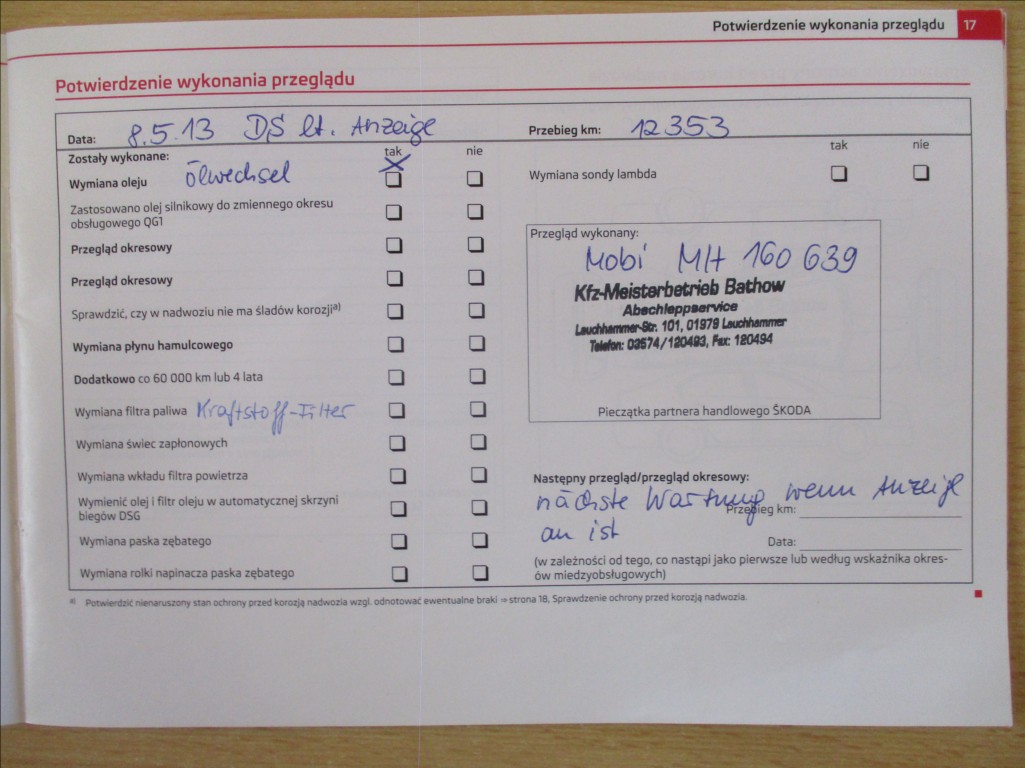 Potwierdzenie wykonania przeglądu 17
Potwierdzenie wykonania przeglądu
Data: 8.5.13 DS lt. Anzeige
Przebieg km: 12353
Zostały wykonane: tak nie
Wymiana oleju Ölwechsel
Zastosowano olej silnikowy do zmiennego okresu
obsługowego QG1
Przegląd okresowy
Przegląd okresowy
Sprawdzić, czy w nadwoziu nie ma śladów korozji a)
Wymiana płynu hamulcowego
Dodatkowo co 60 000 km lub 4 lata
Wymiana filtra paliwa Kraftstoff-Filter
Wymiana świec zapłonowych
Wymiana wkładu filtra powietrza
Wymienić olej i filtr oleju w automatycznej skrzyni
biegów DSG
Wymiana paska zębatego
Wymiana rolki napinacza paska zębatego
tak nie
Wymiana sondy lambda
Przegląd wykonany:
Mobi MH 160 639
Kfz-Meisterbetrieb Bathow
Abschleppservice
Lauchhammer-Str. 101, 01979 Lauchhammer
Telefon: 03574/120493, Fax: 120494
Pieczątka partnera handlowego ŠKODA
Następny przegląd/przegląd okresowy:
nächste Wartung wenn Anzeige
Przebieg km:
an ist
Data:
(w zależności od tego, co nastąpi jako pierwsze lub według wskaźnika okres-
ów miedzyobsługowych)
a) Potwierdzić nienaruszony stan ochrony przed korozją nadwozia wzgl. odnotować ewentualne braki ⇒ strona 18, Sprawdzenie ochrony przed korozją nadwozia.